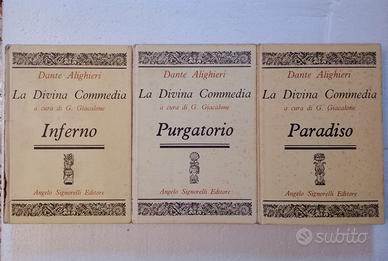 Dante Alighieri
La Divina Commedia
a cura di G. Giacalone
Inferno
Angelo Signorelli Editore
Dante Alighieri
La Divina Commedia
a cura di G. Giacalone
Purgatorio
Angelo Signorelli Editore
Dante Alighieri
La Divina Commedia
a cura di G. Giacalone
Paradiso
Angelo Signorelli Editore
subito